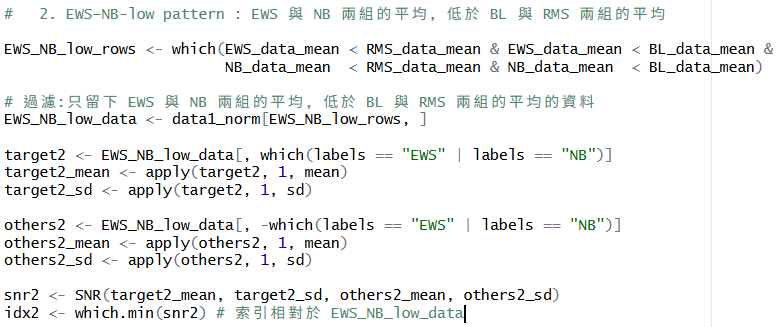 #   2. EWS-NB-low pattern : EWS 與 NB 兩組的平均, 低於 BL 與 RMS 兩組的平均
EWS_NB_low_rows <- which(EWS_data_mean < RMS_data_mean & EWS_data_mean < BL_data_mean &
                         NB_data_mean  < RMS_data_mean & NB_data_mean  < BL_data_mean)
# 過濾:只留下 EWS 與 NB 兩組的平均, 低於 BL 與 RMS 兩組的平均的資料
EWS_NB_low_data <- data1_norm[EWS_NB_low_rows, ]
target2 <- EWS_NB_low_data[, which(labels == "EWS" | labels == "NB")]
target2_mean <- apply(target2, 1, mean)
target2_sd <- apply(target2, 1, sd)
others2 <- EWS_NB_low_data[, -which(labels == "EWS" | labels == "NB")]
others2_mean <- apply(others2, 1, mean)
others2_sd <- apply(others2, 1, sd)
snr2 <- SNR(target2_mean, target2_sd, others2_mean, others2_sd)
idx2 <- which.min(snr2) # 索引相對於 EWS_NB_low_data